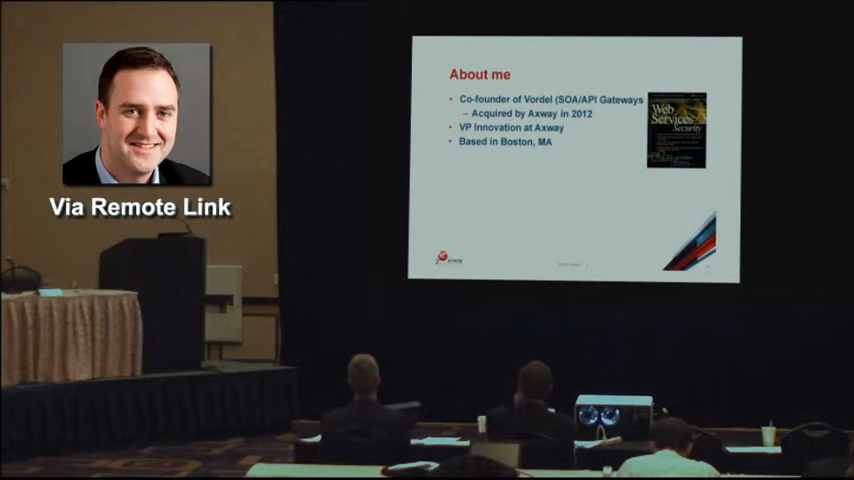 Via Remote Link
About me
• Co-founder of Vordel (SOA/API Gateways
– Acquired by Axway in 2012
• VP Innovation at Axway
• Based in Boston, MA
Web
Services
Security